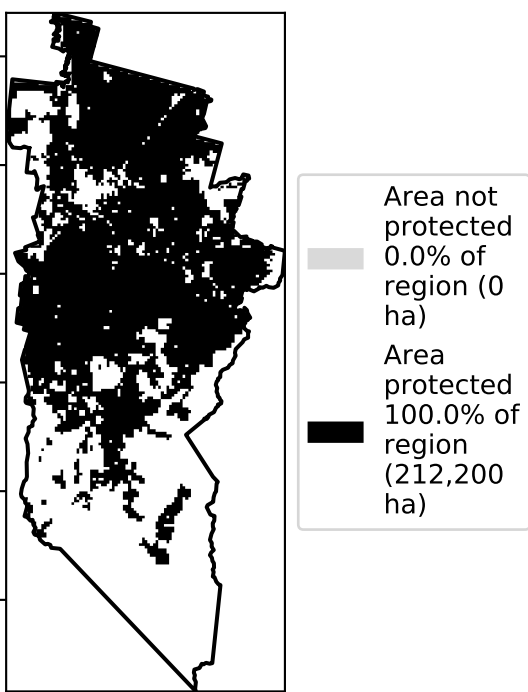 Area not
protected
0.0% of
region (0
ha)
Area
protected
100.0% of
region
(212,200
ha)